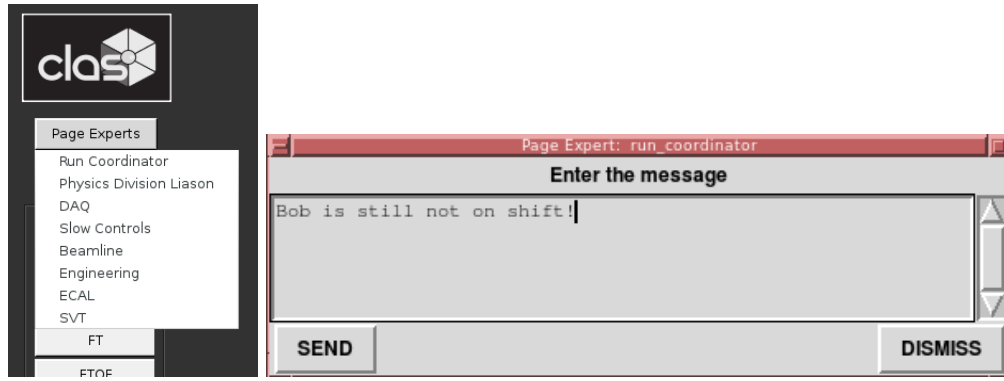 clas
Page Experts
Run Coordinator
Physics Division Liason
DAQ
Slow Controls
Beamline
Engineering
ECAL
SVT
FT
FTOF
Page Expert: run_coordinator
Enter the message
Bob is still not on shift!
SEND
DISMISS